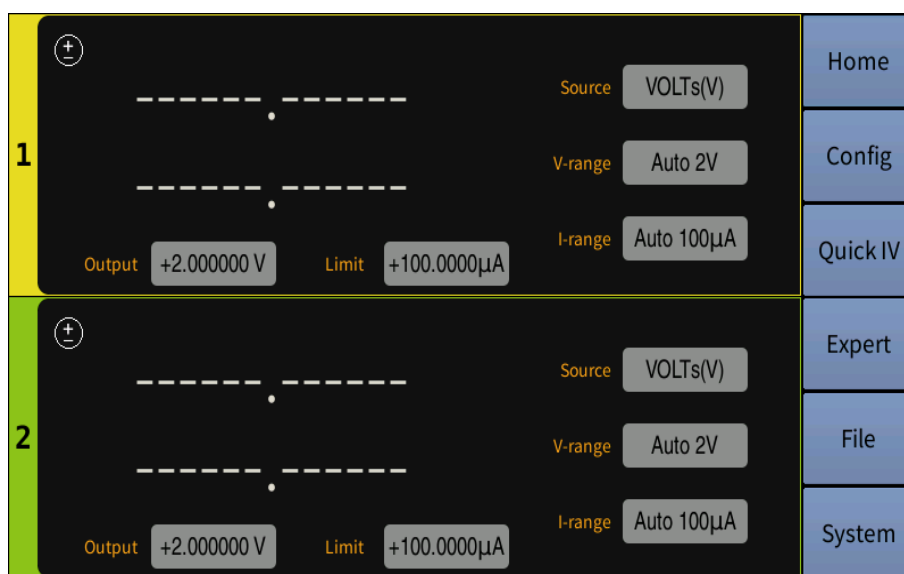 1
------.------
------.------
Source VOLTs(V)
V-range Auto 2V
I-range Auto 100µA
Output +2.000000 V Limit +100.0000µA
2
------.------
------.------
Source VOLTs(V)
V-range Auto 2V
I-range Auto 100µA
Output +2.000000 V Limit +100.0000µA
Home
Config
Quick IV
Expert
File
System